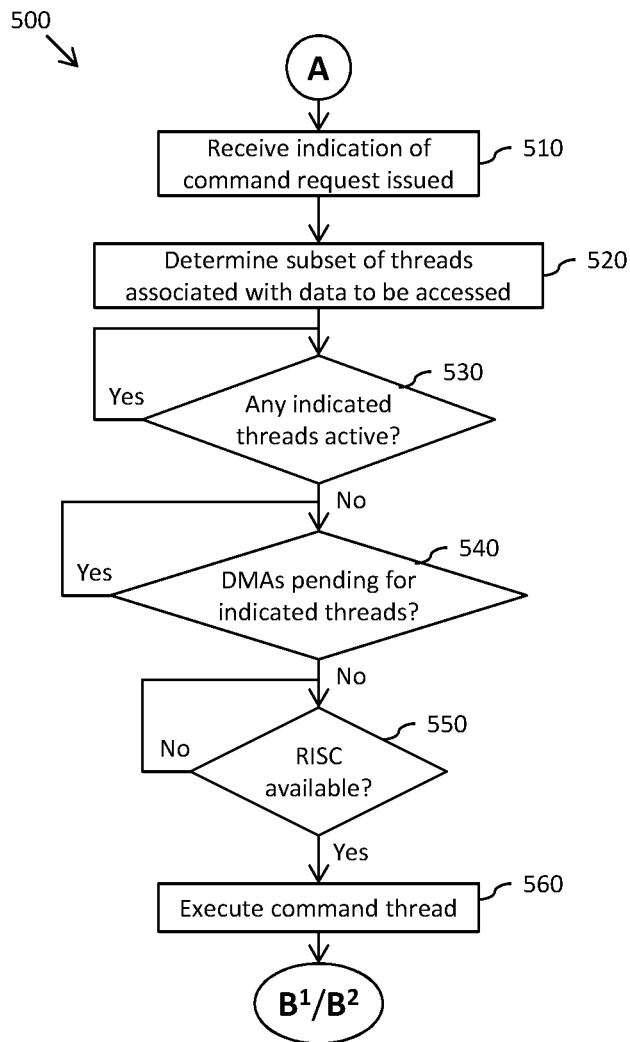 500
A
Receive indication of
command request issued
510
Determine subset of threads
associated with data to be accessed
520
530
Yes
Any indicated
threads active?
No
540
Yes
DMAs pending for
indicated threads?
No
550
No
RISC
available?
Yes
560
Execute command thread
B¹/B²